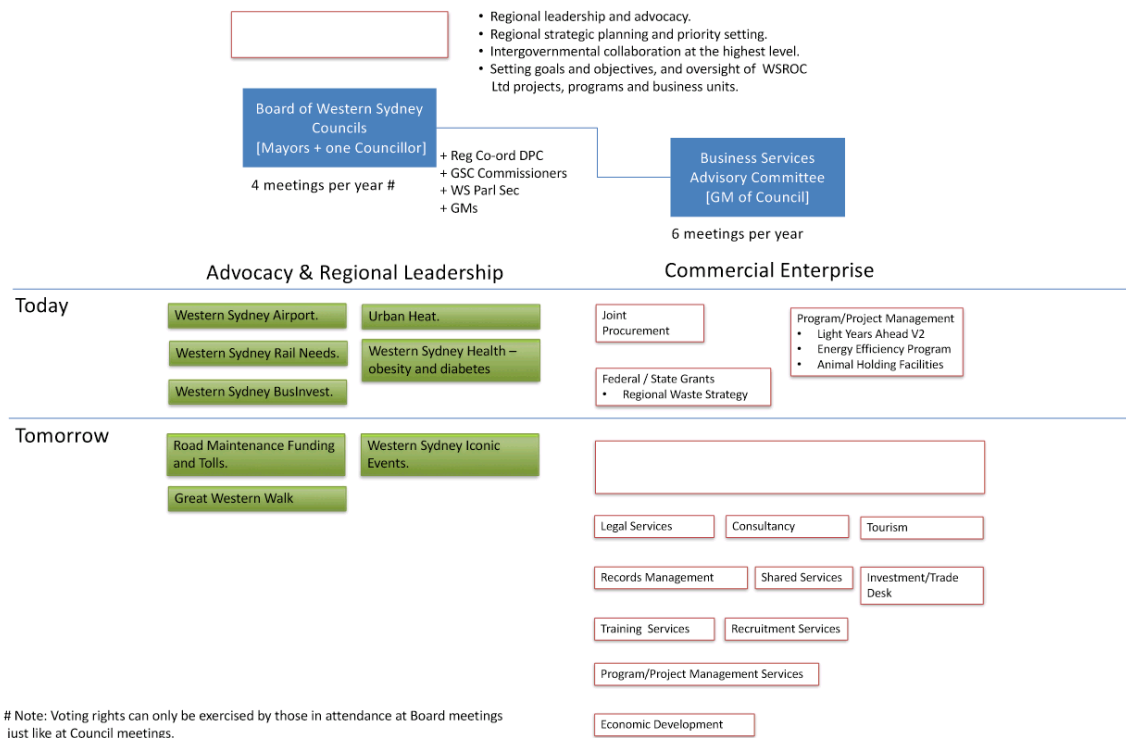 • Regional leadership and advocacy.
• Regional strategic planning and priority setting.
• Intergovernmental collaboration at the highest level.
• Setting goals and objectives, and oversight of WSROC
Ltd projects, programs and business units.
Board of Western Sydney
Councils
[Mayors + one Councillor]
4 meetings per year #
+ Reg Co-ord DPC
+ GSC Commissioners
+ WS Parl Sec
+ GMs
Business Services
Advisory Committee
[GM of Council]
6 meetings per year
Advocacy & Regional Leadership
Commercial Enterprise
Today
Western Sydney Airport.
Western Sydney Rail Needs.
Western Sydney BusInvest.
Urban Heat.
Western Sydney Health –
obesity and diabetes
Joint
Procurement
Federal / State Grants
• Regional Waste Strategy
Program/Project Management
• Light Years Ahead V2
• Energy Efficiency Program
• Animal Holding Facilities
Tomorrow
Road Maintenance Funding
and Tolls.
Great Western Walk
Western Sydney Iconic
Events.
Legal Services
Consultancy
Tourism
Records Management
Shared Services
Investment/Trade
Desk
Training Services
Recruitment Services
Program/Project Management Services
Economic Development
# Note: Voting rights can only be exercised by those in attendance at Board meetings
just like at Council meetings.